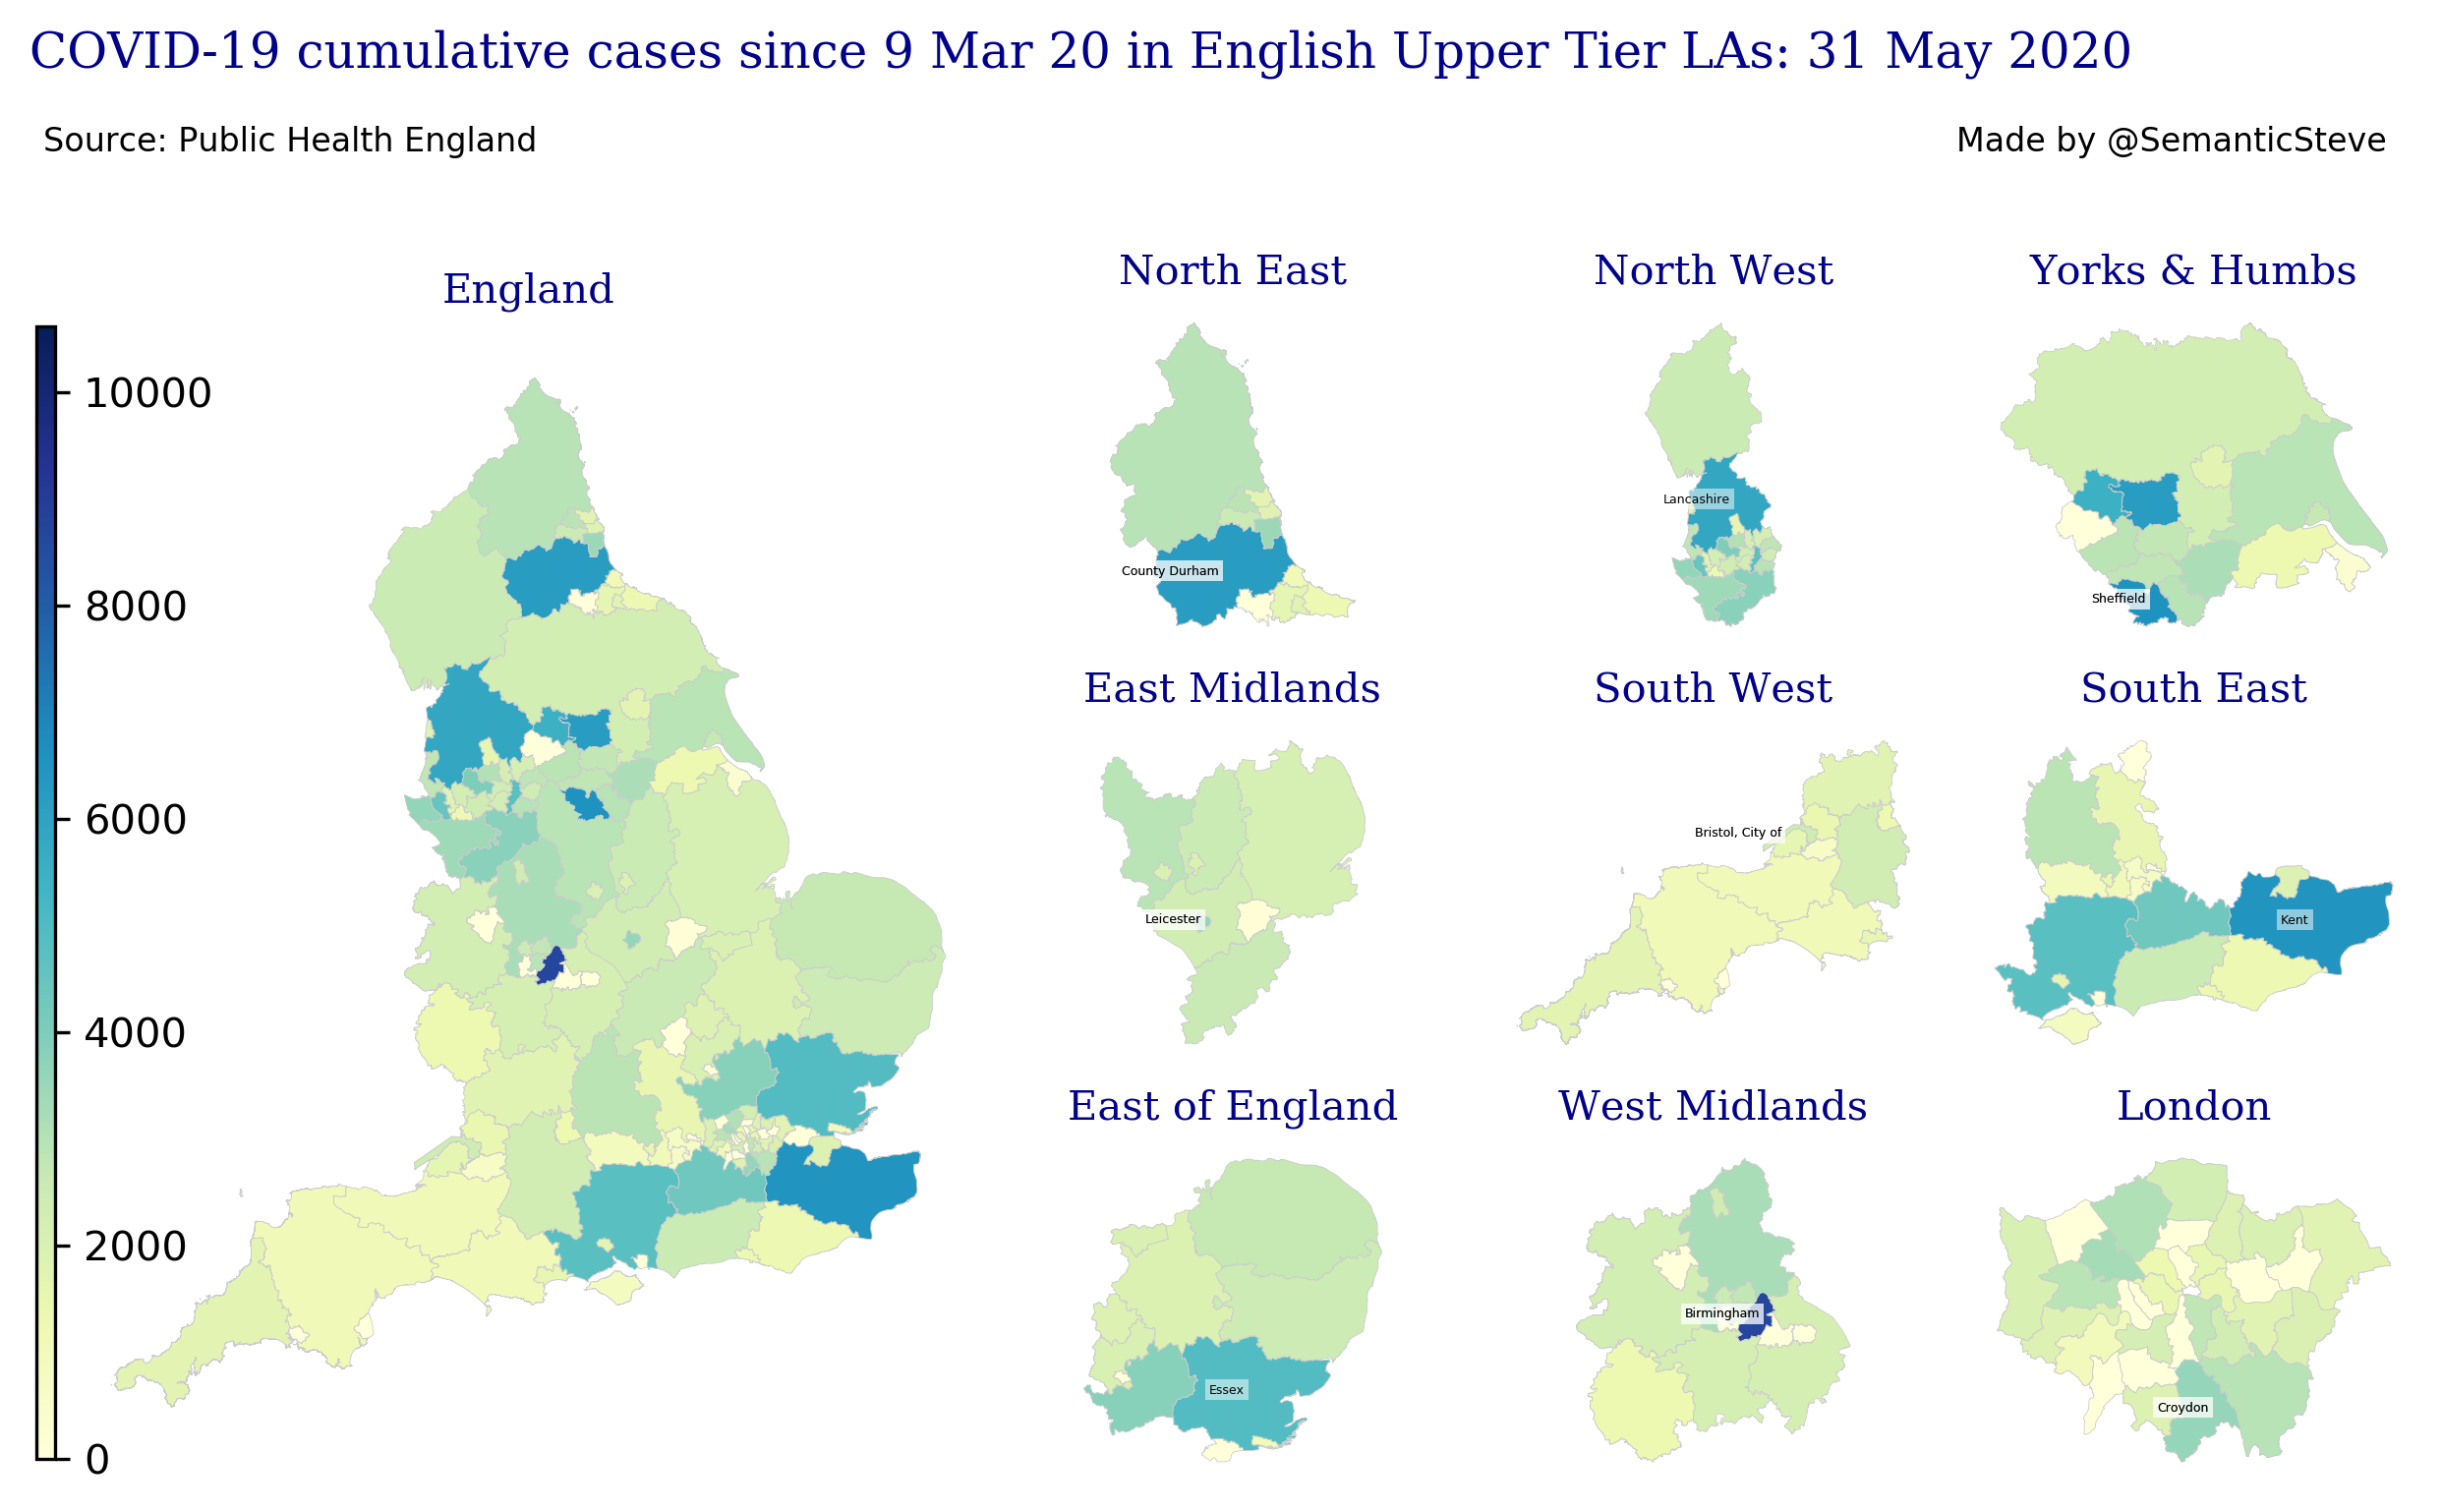 COVID-19 cumulative cases since 9 Mar 20 in English Upper Tier LAs: 31 May 2020
Source: Public Health England
Made by @SemanticSteve
England
10000
8000
6000
4000
2000
0
North East
County Durham
North West
Lancashire
Yorks & Humbs
Sheffield
East Midlands
Leicester
South West
Bristol, City of
South East
Kent
East of England
Essex
West Midlands
Birmingham
London
Croydon